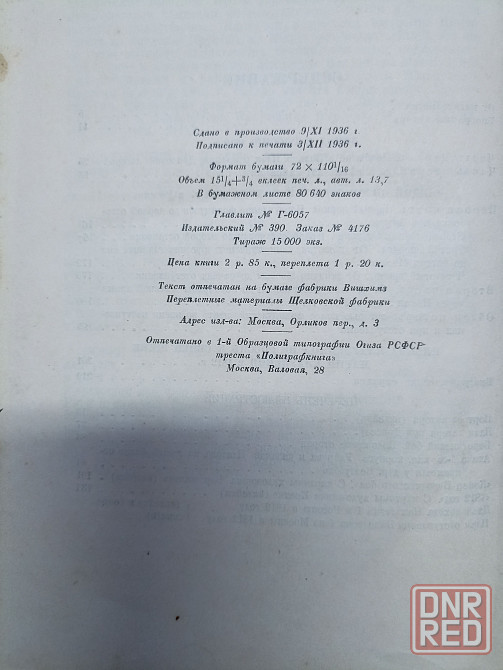 Сдано в производство 9/XI 1936 г.
Подписано к печати 3/XII 1936 г.
Формат бумаги 72 × 110¹/₁₆
Объем 15¹/₄+³/₄ вклеек печ. л., авт. л. 13,7
В бумажном листе 80 640 знаков
Главлит № Г-6057
Издательский № 390. Заказ № 4176
Тираж 15 000 экз.
Цена книги 2 р. 85 к., переплета 1 р. 20 к.
Текст отпечатан на бумаге фабрики Вишхимз
Переплетные материалы Щелковской фабрики
Адрес изд-ва: Москва, Орликов пер., д. 3
Отпечатано в 1-й Образцовой типографии Огиза РСФСР
треста «Полиграфкнига»
Москва, Валовая, 28
DNR
RED